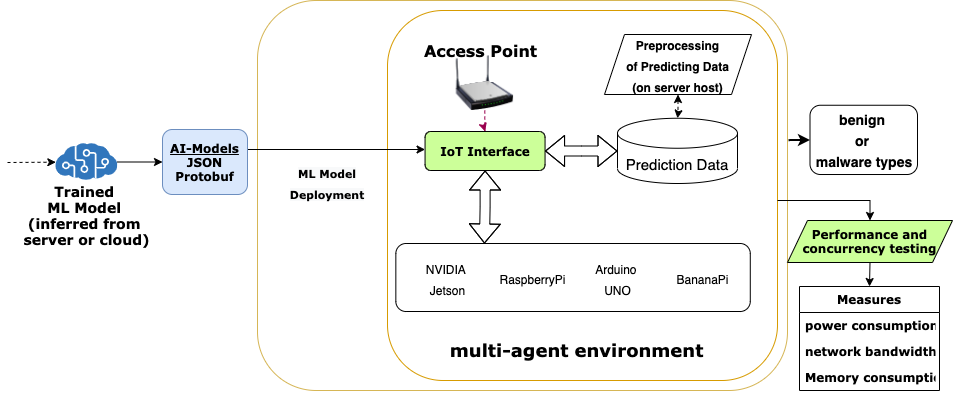 Access Point
Preprocessing
of Predicting Data
(on server host)
Trained
ML Model
(inferred from
server or cloud)
AI-Models
JSON
Protobuf
ML Model
Deployment
IoT Interface
Prediction Data
benign
or
malware types
NVIDIA
Jetson
RaspberryPi
Arduino
UNO
BananaPi
multi-agent environment
Performance and
concurrency testing
Measures
power consumption
network bandwidth
Memory consumptic